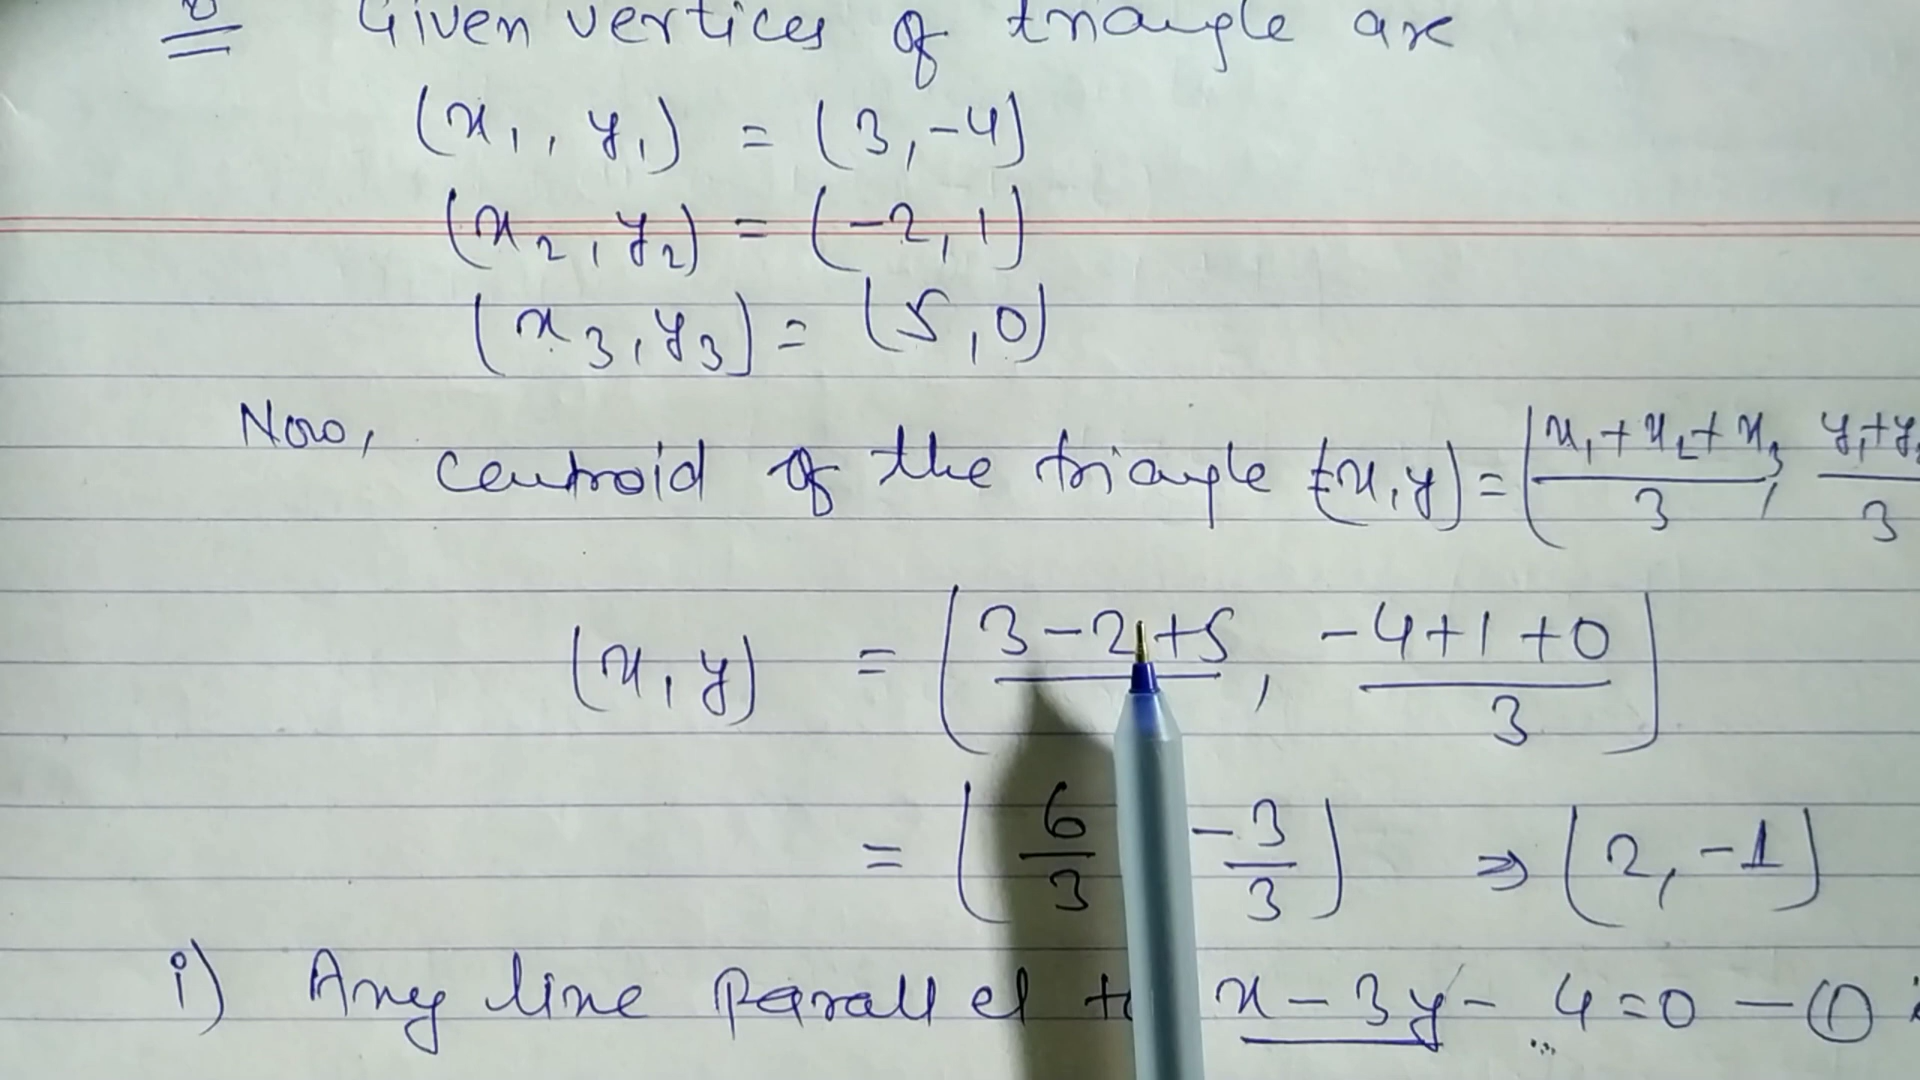 Given vertices of triangle are
(x₁, y₁) = (3, -4)
(x₂, y₂) = (-2, 1)
(x₃, y₃) = (5, 0)
Now, centroid of the triangle (x, y) = (x₁+x₂+x₃/3, y₁+y₂/3
(x, y) = (3-2+5/, -4+1+0/3)
= (6/3 -3/3) ⇒ (2, -1)
i) Any line parallel to x - 3y - 4 = 0 - (1)